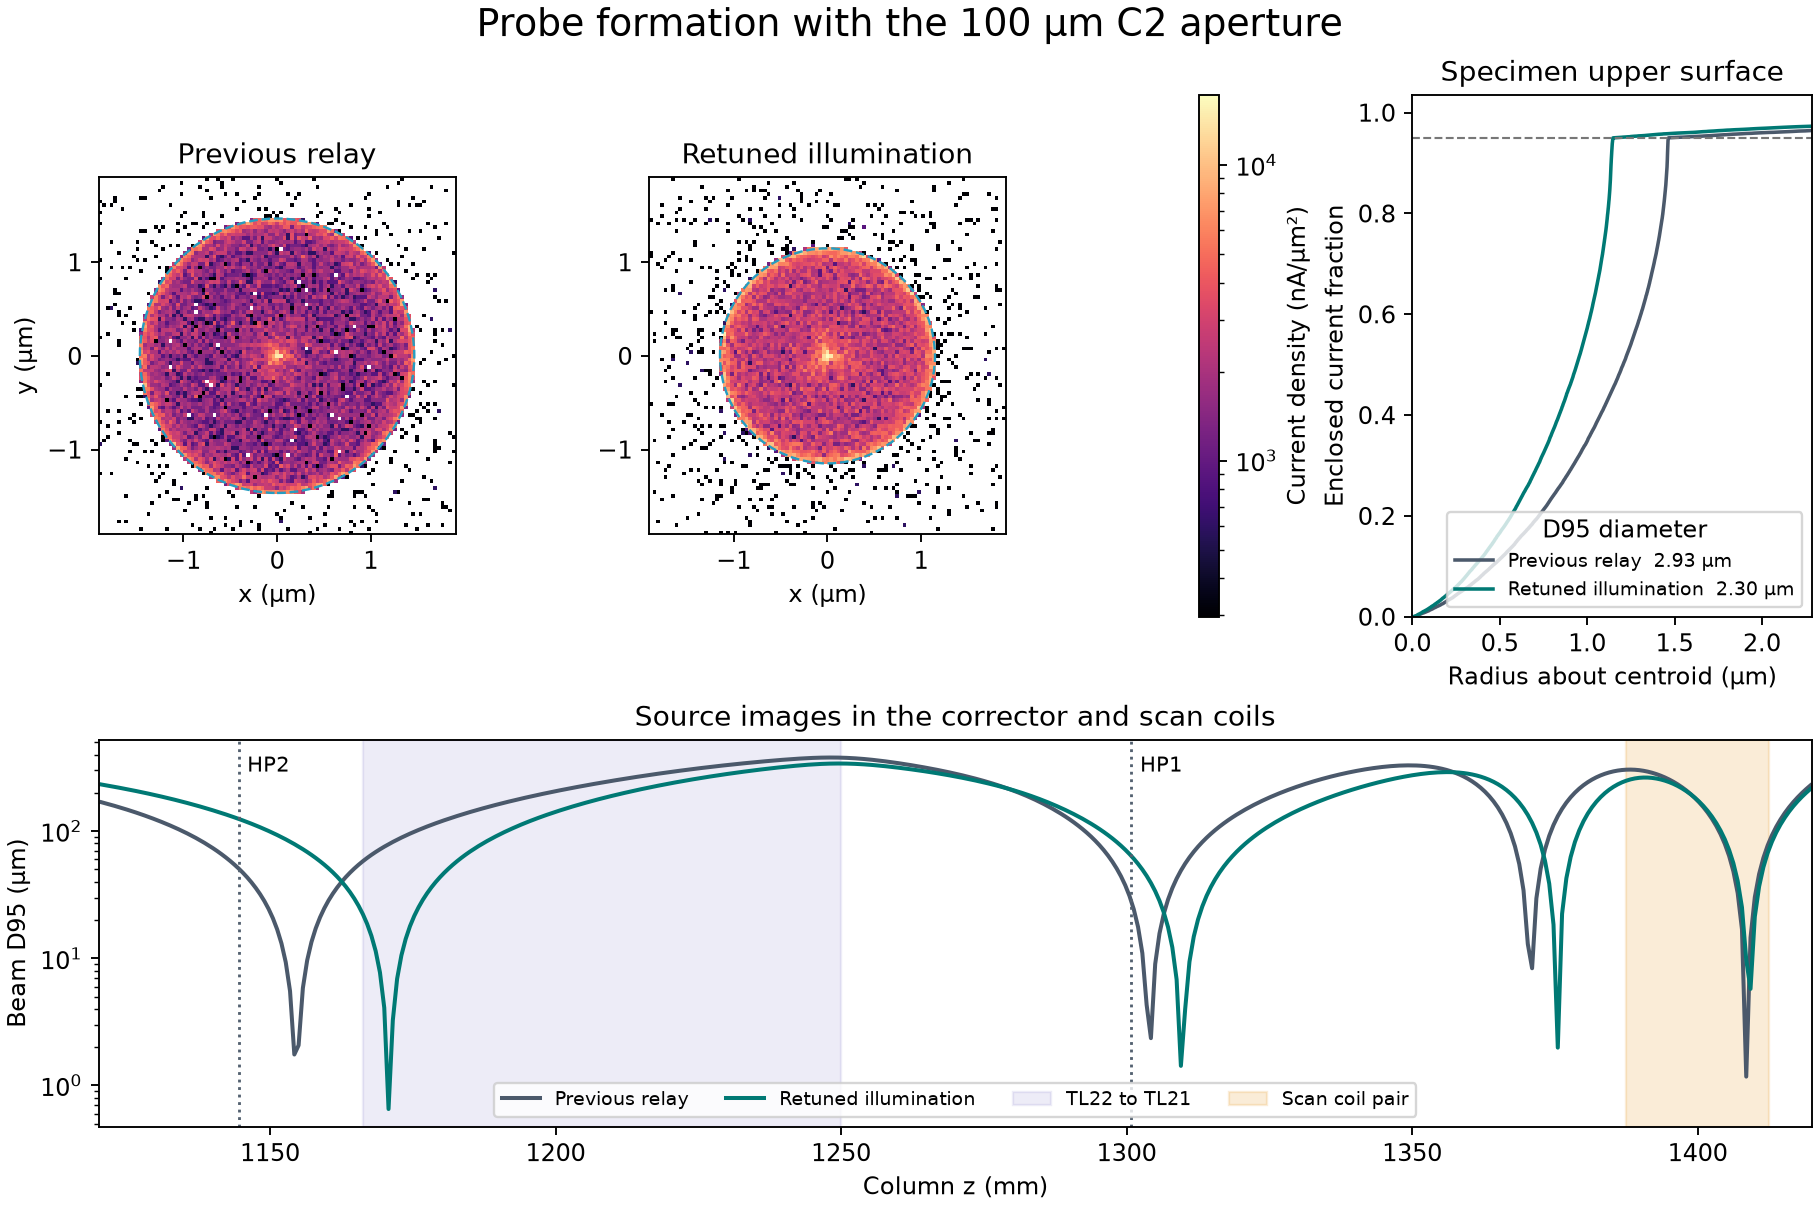 Probe formation with the 100 µm C2 aperture
Previous relay
y (µm)
1
0
−1
−1
0
1
x (µm)
Retuned illumination
1
0
−1
−1
0
1
x (µm)
10⁴
10³
Current density (nA/µm²)
Specimen upper surface
Enclosed current fraction
1.0
0.8
0.6
0.4
0.2
0.0
D95 diameter
Previous relay 2.93 µm
Retuned illumination 2.30 µm
0.0
0.5
1.0
1.5
2.0
Radius about centroid (µm)
Source images in the corrector and scan coils
Beam D95 (µm)
10²
10¹
10⁰
HP2
HP1
Previous relay
Retuned illumination
TL22 to TL21
Scan coil pair
1150
1200
1250
1300
1350
1400
Column z (mm)